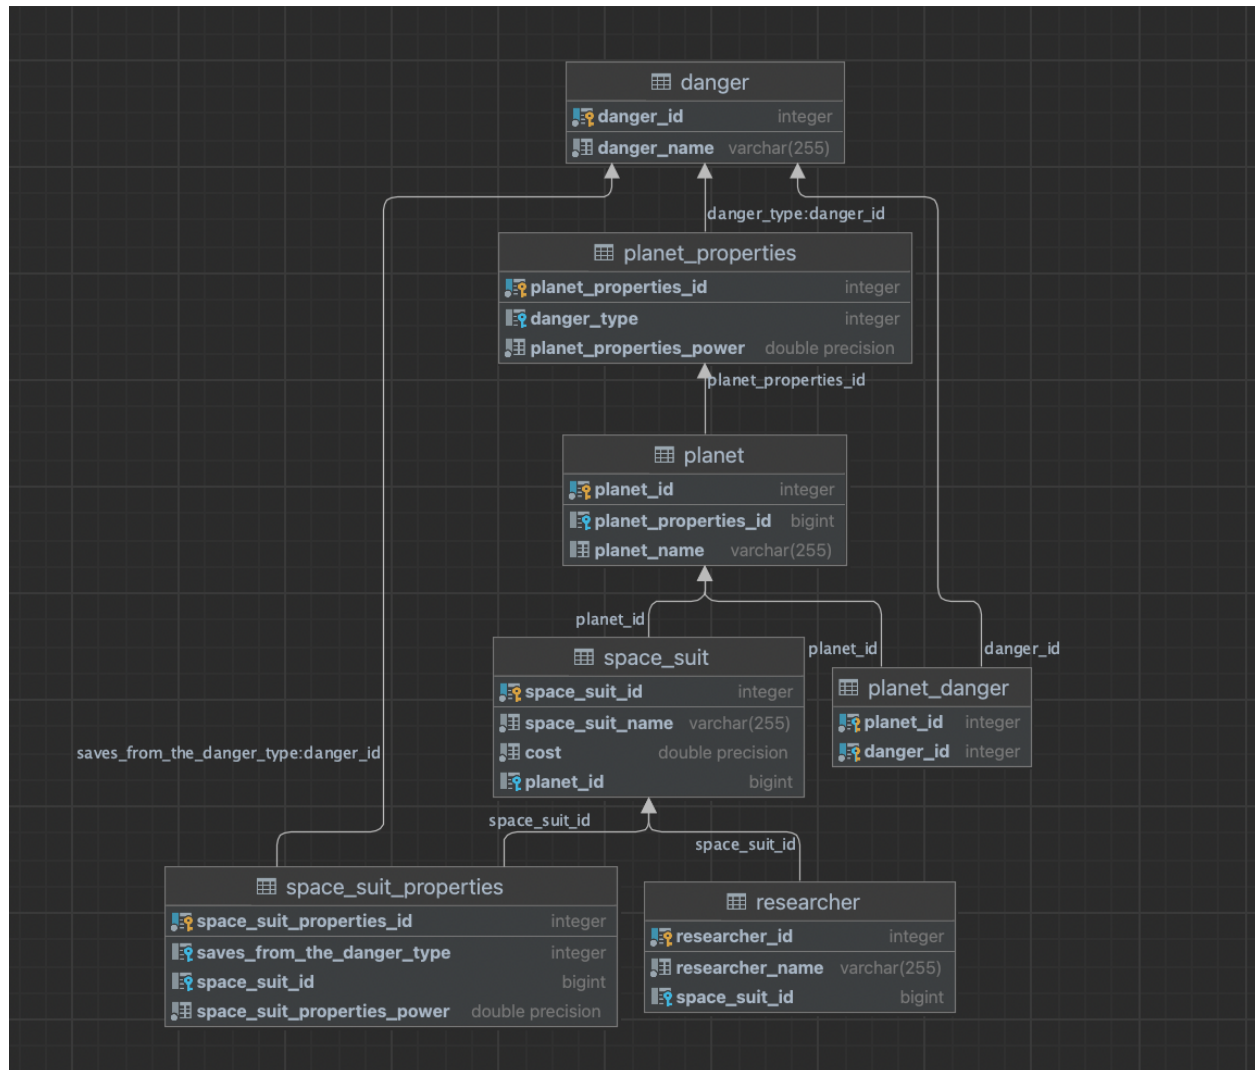 danger
danger_id integer
danger_name varchar(255)
danger_type:danger_id
planet_properties
planet_properties_id integer
danger_type integer
planet_properties_power double precision
planet_properties_id
planet
planet_id integer
planet_properties_id bigint
planet_name varchar(255)
planet_id
planet_id
danger_id
space_suit
space_suit_id integer
space_suit_name varchar(255)
cost double precision
planet_id bigint
planet_danger
planet_id integer
danger_id integer
saves_from_the_danger_type:danger_id
space_suit_id
space_suit_id
space_suit_properties
space_suit_properties_id integer
saves_from_the_danger_type integer
space_suit_id bigint
space_suit_properties_power double precision
researcher
researcher_id integer
researcher_name varchar(255)
space_suit_id bigint